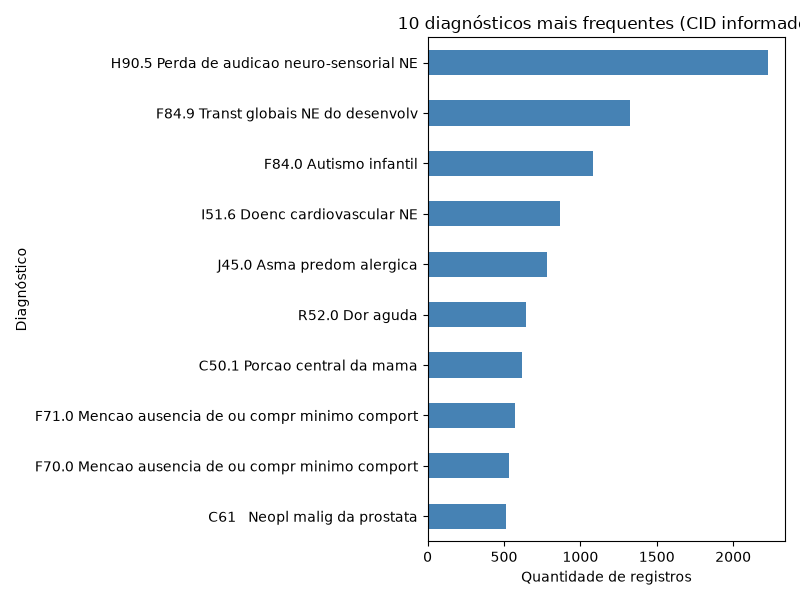 10 diagnósticos mais frequentes (CID informad
H90.5 Perda de audicao neuro-sensorial NE
F84.9 Transt globais NE do desenvolv
F84.0 Autismo infantil
I51.6 Doenc cardiovascular NE
J45.0 Asma predom alergica
R52.0 Dor aguda
C50.1 Porcao central da mama
F71.0 Mencao ausencia de ou compr minimo comport
F70.0 Mencao ausencia de ou compr minimo comport
C61   Neopl malig da prostata
Diagnóstico
0 500 1000 1500 2000
Quantidade de registros